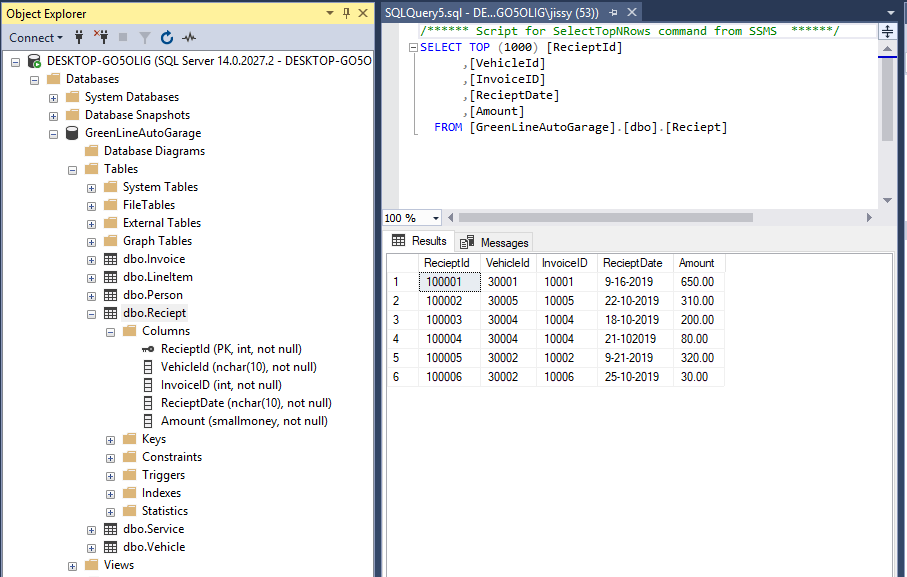 Object Explorer
Connect
DESKTOP-GO5OLIG (SQL Server 14.0.2027.2 - DESKTOP-GO5O
Databases
System Databases
Database Snapshots
GreenLineAutoGarage
Database Diagrams
Tables
System Tables
FileTables
External Tables
Graph Tables
dbo.Invoice
dbo.LineItem
dbo.Person
dbo.Reciept
Columns
RecieptId (PK, int, not null)
VehicleId (nchar(10), not null)
InvoiceID (int, not null)
RecieptDate (nchar(10), not null)
Amount (smallmoney, not null)
Keys
Constraints
Triggers
Indexes
Statistics
dbo.Service
dbo.Vehicle
Views
SQLQuery5.sql - DE...GO5OLIG\jissy (53))
/****** Script for SelectTopNRows command from SSMS  ******/
SELECT TOP (1000) [RecieptId]
,[VehicleId]
,[InvoiceID]
,[RecieptDate]
,[Amount]
FROM [GreenLineAutoGarage].[dbo].[Reciept]
100 %
Results Messages
RecieptId VehicleId InvoiceID RecieptDate Amount
1 100001 30001 10001 9-16-2019 650.00
2 100002 30005 10005 22-10-2019 310.00
3 100003 30004 10004 18-10-2019 200.00
4 100004 30004 10004 21-102019 80.00
5 100005 30002 10002 9-21-2019 320.00
6 100006 30002 10006 25-10-2019 30.00